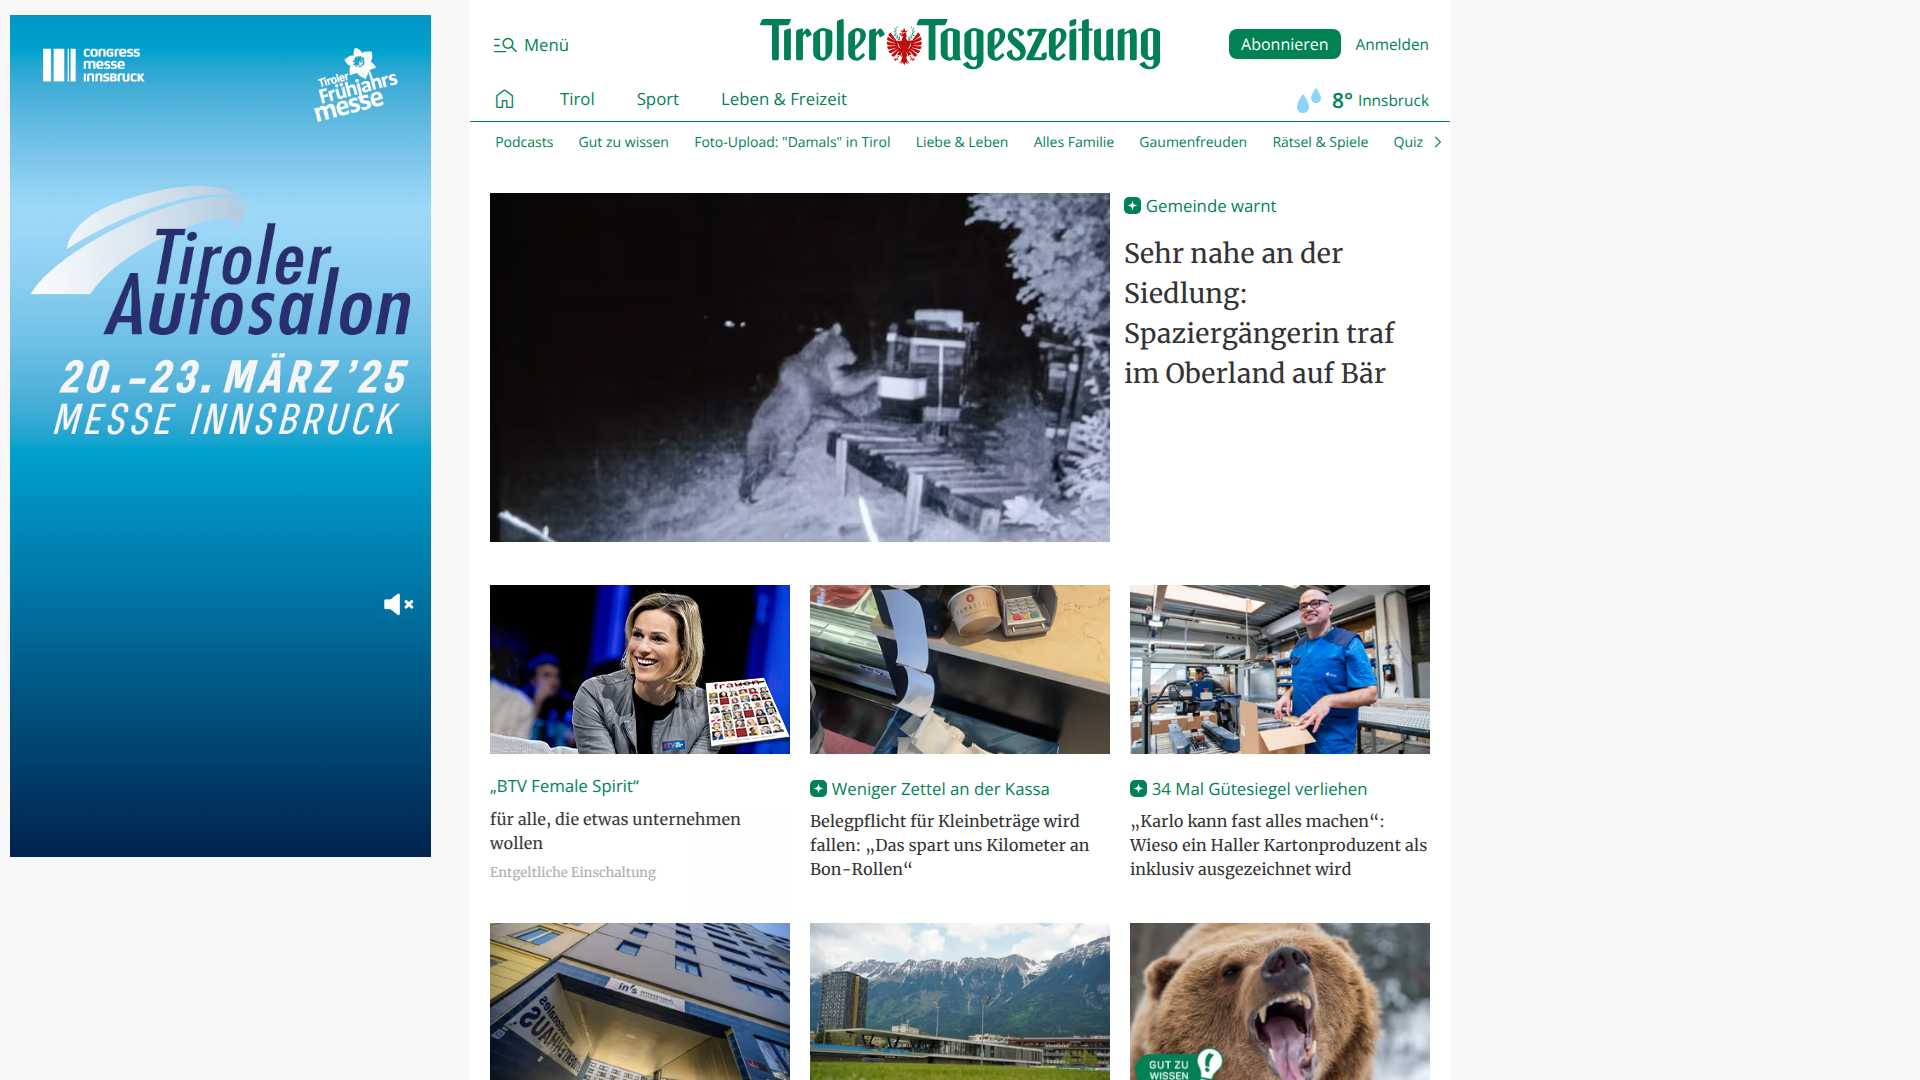 congress
messe
innsbruck
Tiroler
Frühjahrs
messe
Tiroler
Autosalon
20.–23. MÄRZ '25
MESSE INNSBRUCK
Menü
Tiroler Tageszeitung
Abonnieren
Anmelden
Tirol
Sport
Leben & Freizeit
8° Innsbruck
Podcasts
Gut zu wissen
Foto-Upload: "Damals" in Tirol
Liebe & Leben
Alles Familie
Gaumenfreuden
Rätsel & Spiele
Quiz
Gemeinde warnt
Sehr nahe an der
Siedlung:
Spaziergängerin traf
im Oberland auf Bär
frauen
BTV
„BTV Female Spirit“
für alle, die etwas unternehmen
wollen
Entgeltliche Einschaltung
Weniger Zettel an der Kassa
Belegpflicht für Kleinbeträge wird
fallen: „Das spart uns Kilometer an
Bon-Rollen“
34 Mal Gütesiegel verliehen
„Karlo kann fast alles machen“:
Wieso ein Haller Kartonproduzent als
inklusiv ausgezeichnet wird
in's
GUT ZU
WISSEN